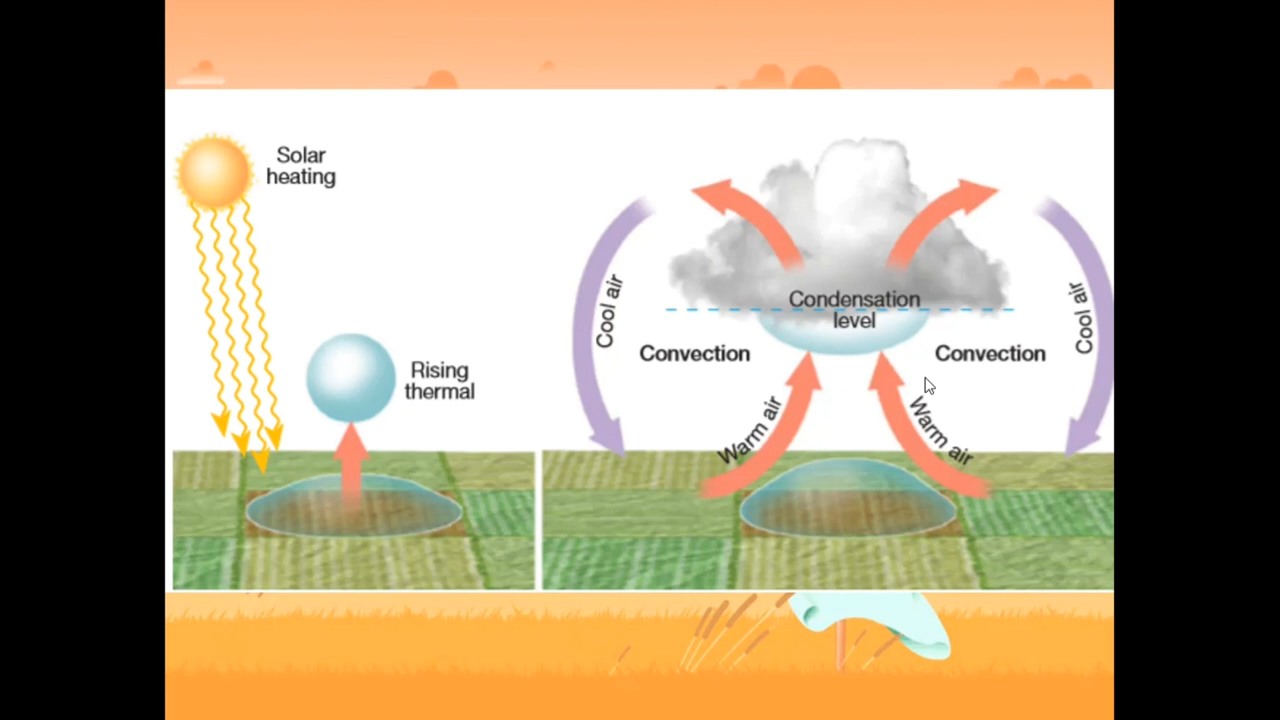 Solar
heating
Rising
thermal
Condensation
level
Cool air
Convection
Convection
Cool air
Warm air
Warm air